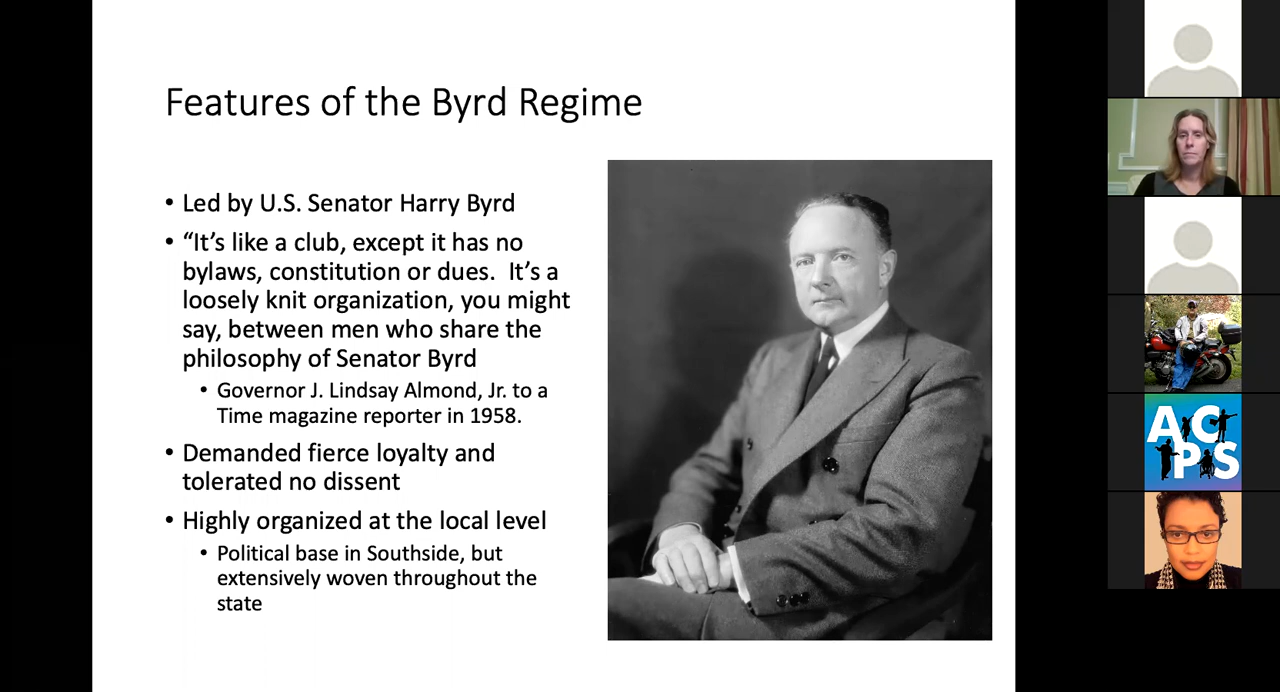 Features of the Byrd Regime
• Led by U.S. Senator Harry Byrd
• “It’s like a club, except it has no
bylaws, constitution or dues.  It’s a
loosely knit organization, you might
say, between men who share the
philosophy of Senator Byrd
• Governor J. Lindsay Almond, Jr. to a
Time magazine reporter in 1958.
• Demanded fierce loyalty and
tolerated no dissent
• Highly organized at the local level
• Political base in Southside, but
extensively woven throughout the
state
AC
PS